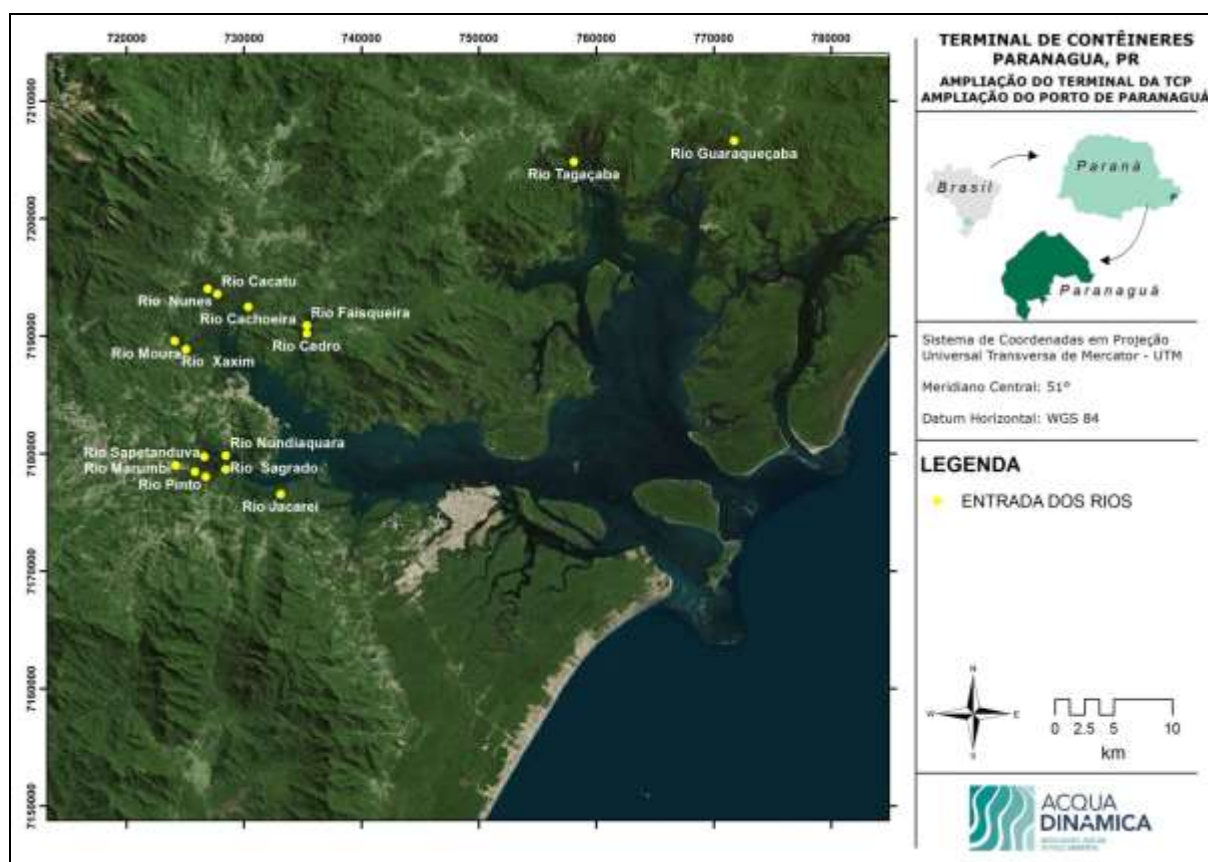 720000 730000 740000 750000 760000 770000 780000
7210000
7200000
7190000
7180000
7170000
7160000
7150000
Rio Guaraqueçaba
Rio Tagaçaba
Rio Cacatu
Rio Nunes
Rio Cachoeira
Rio Faisqueira
Rio Cedro
Rio Moura
Rio Xaxim
Rio Nundiaquara
Rio Sapetanduva
Rio Marumbi
Rio Sagrado
Rio Pinto
Rio Jacarei
TERMINAL DE CONTÊINERES
PARANAGUA, PR
AMPLIAÇÃO DO TERMINAL DA TCP
AMPLIAÇÃO DO PORTO DE PARANAGUÁ
Brasil
Paraná
Paranaguá
Sistema de Coordenadas em Projeção
Universal Transversa de Mercator - UTM
Meridiano Central: 51°
Datum Horizontal: WGS 84
LEGENDA
ENTRADA DOS RIOS
N
W E
S
0 2.5 5 10
km
ACQUA
DINÂMICA